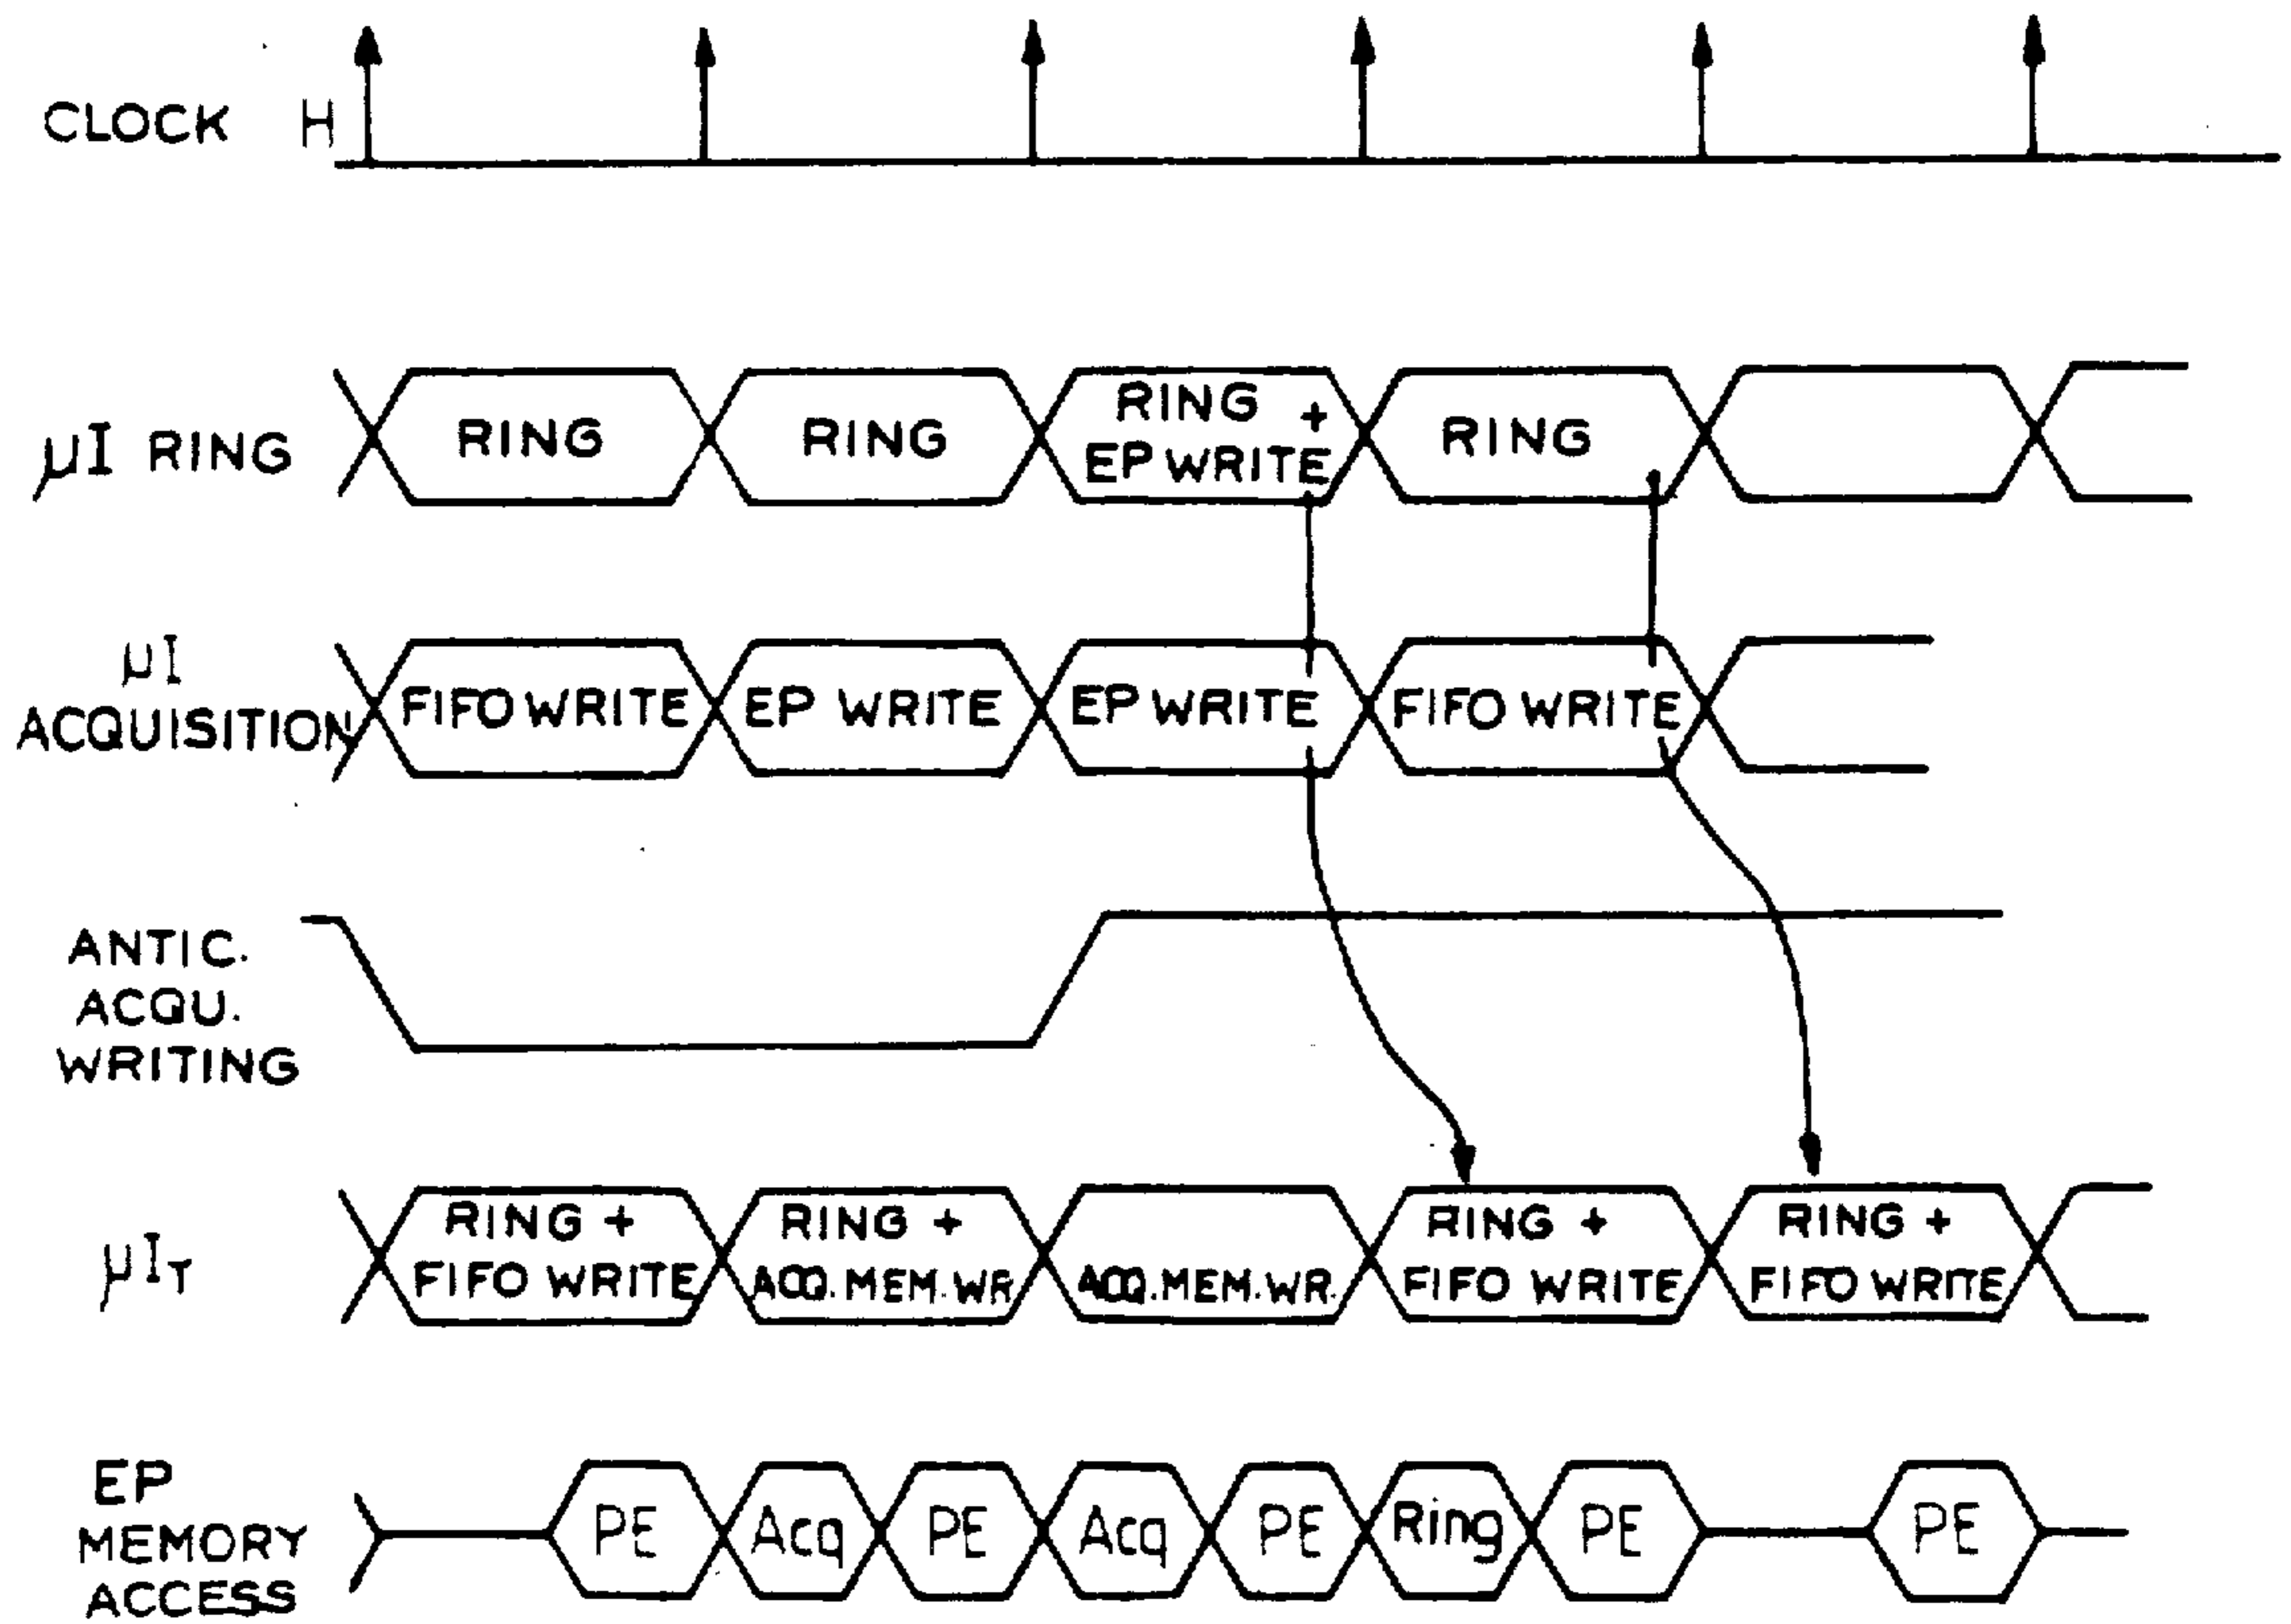 CLOCK H
µI RING
RING
RING
RING +
EP WRITE
RING
µI
ACQUISITION
FIFO WRITE
EP WRITE
EP WRITE
FIFO WRITE
ANTIC.
ACQU.
WRITING
µIT
RING +
FIFO WRITE
RING +
ACQ.MEM.WR
ACQ.MEM.WR.
RING +
FIFO WRITE
RING +
FIFO WRITE
EP
MEMORY
ACCESS
PE
Acq
PE
Acq
PE
Ring
PE
PE